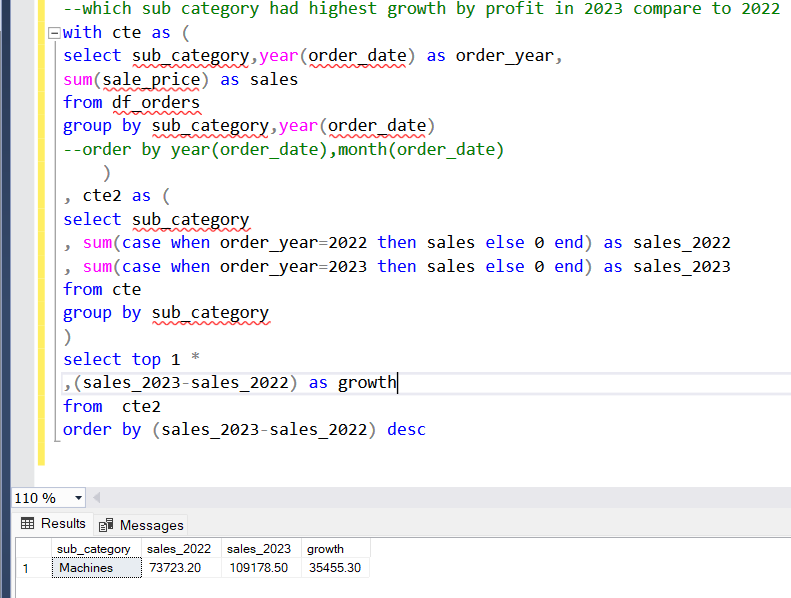 --which sub category had highest growth by profit in 2023 compare to 2022
with cte as (
select sub_category,year(order_date) as order_year,
sum(sale_price) as sales
from df_orders
group by sub_category,year(order_date)
--order by year(order_date),month(order_date)
)
, cte2 as (
select sub_category
, sum(case when order_year=2022 then sales else 0 end) as sales_2022
, sum(case when order_year=2023 then sales else 0 end) as sales_2023
from cte
group by sub_category
)
select top 1 *
,(sales_2023-sales_2022) as growth
from  cte2
order by (sales_2023-sales_2022) desc
110 %
Results Messages
sub_category sales_2022 sales_2023 growth
1 Machines 73723.20 109178.50 35455.30